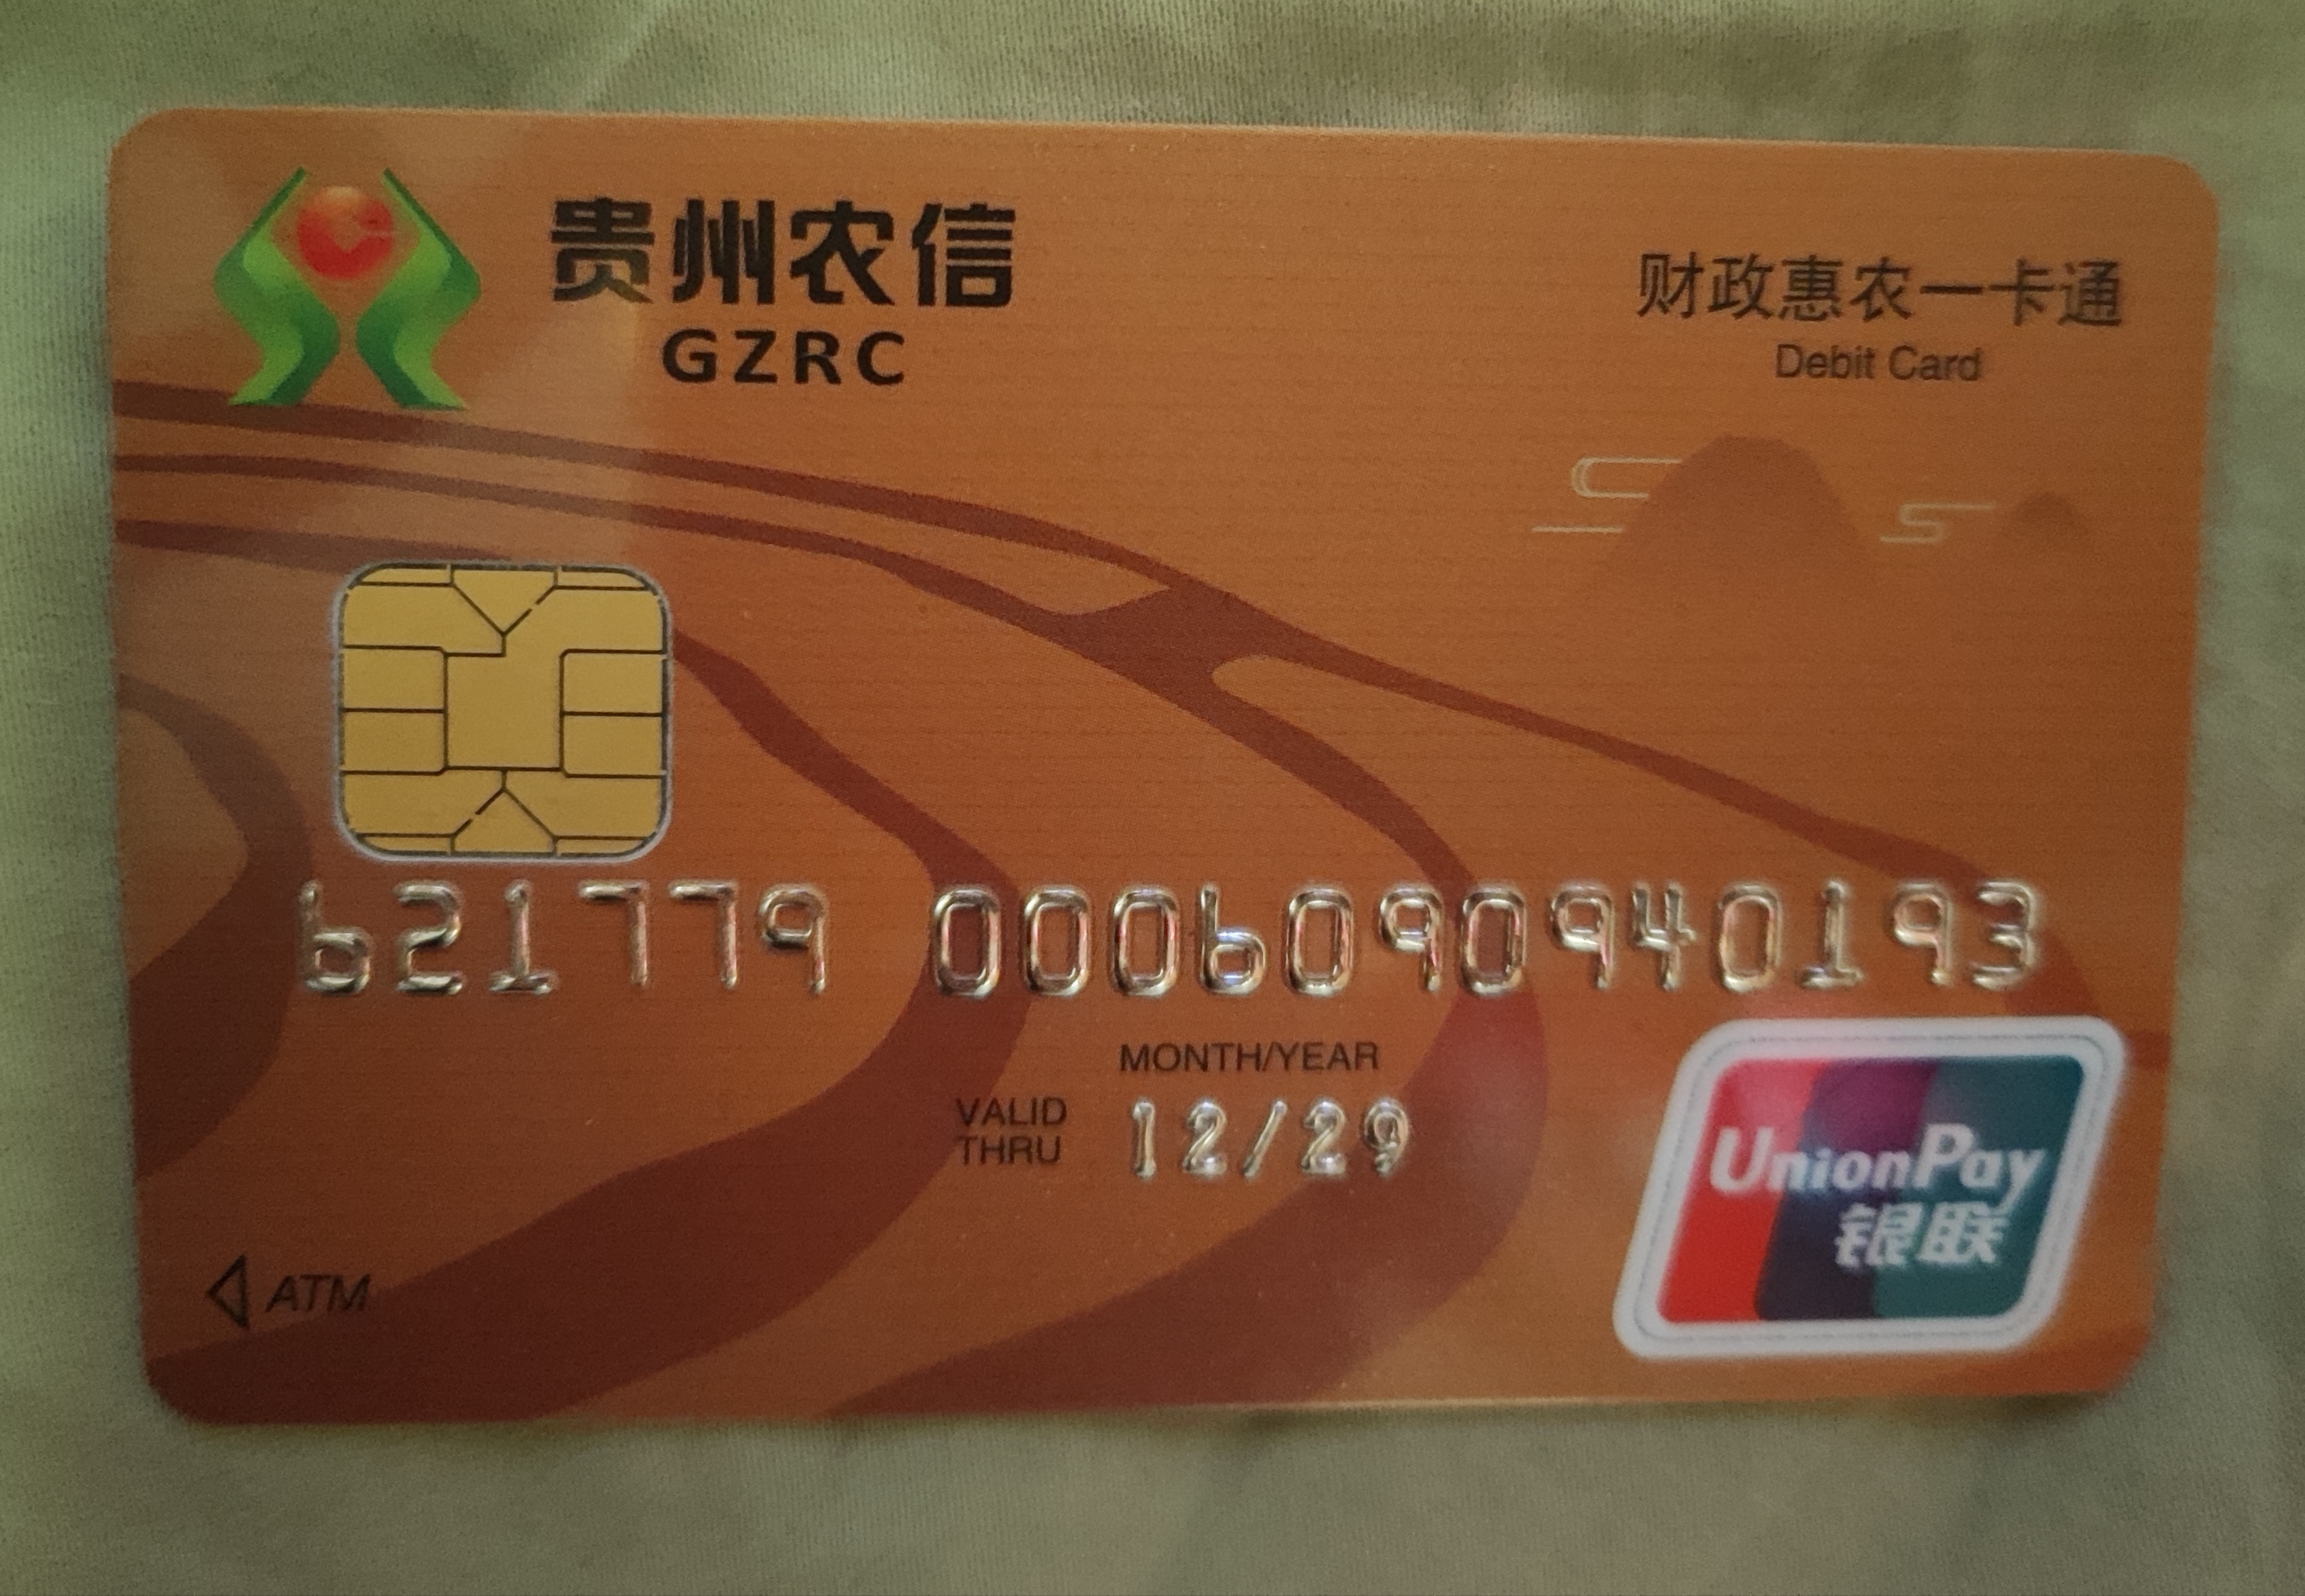 贵州农信
GZRC
财政惠农一卡通
Debit Card
621779 0006090940193
MONTH/YEAR
VALID THRU 12/29
ATM
UnionPay
银联